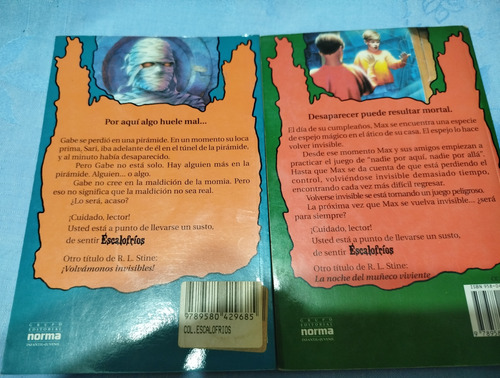 Por aquí algo huele mal...
Gabe se perdió en una pirámide. En un momento su loca
prima, Sari, iba adelante de él en el túnel de la pirámide,
y al minuto había desaparecido.
Pero Gabe no está solo. Hay alguien más en la
pirámide. Alguien... o algo.
Gabe no cree en la maldición de la momia. Pero
eso no significa que la maldición no sea real.
¿Lo será, acaso?
¡Cuidado, lector!
Usted está a punto de llevarse un susto,
de sentir Escalofríos
Otro título de R. L. Stine:
¡Volvámonos invisibles!
GRUPO
EDITORIAL
norma
9789580429685
COL.ESCALOFRIOS
Desaparecer puede resultar mortal.
El día de su cumpleaños, Max se encuentra una especie
de espejo mágico en el ático de su casa. El espejo lo hace
volver invisible.
Desde ese momento Max y sus amigos empiezan a
practicar el juego de "nadie por aquí, nadie por allá".
Hasta que Max se da cuenta de que está perdiendo el
control, volviéndose invisible demasiado tiempo,
encontrando cada vez más difícil regresar.
Volverse invisible se está tornando un juego peligroso.
La próxima vez que Max se vuelva invisible... ¿será
para siempre?
¡Cuidado, lector!
Usted está a punto de llevarse un susto,
de sentir Escalofríos
Otro título de R. L. Stine:
La noche del muñeco viviente
GRUPO
EDITORIAL
norma
ISBN 958-0